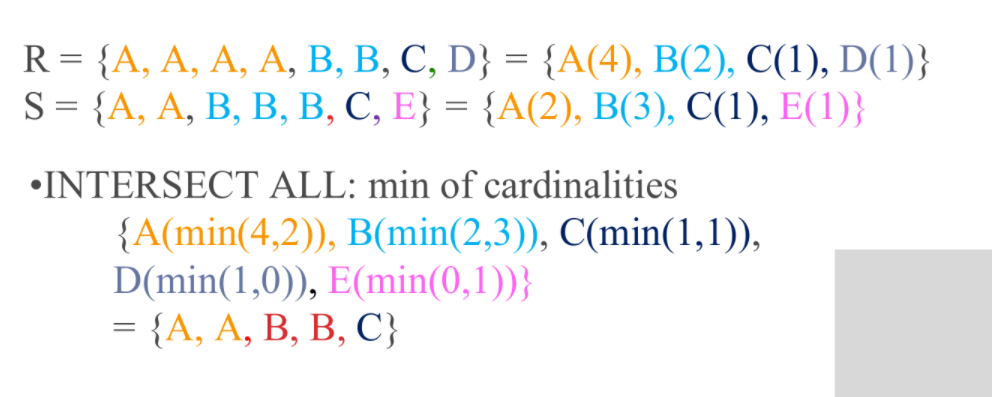 R = {A, A, A, A, B, B, C, D} = {A(4), B(2), C(1), D(1)}
S = {A, A, B, B, B, C, E} = {A(2), B(3), C(1), E(1)}
•INTERSECT ALL: min of cardinalities
{A(min(4,2)), B(min(2,3)), C(min(1,1)),
D(min(1,0)), E(min(0,1))}
= {A, A, B, B, C}